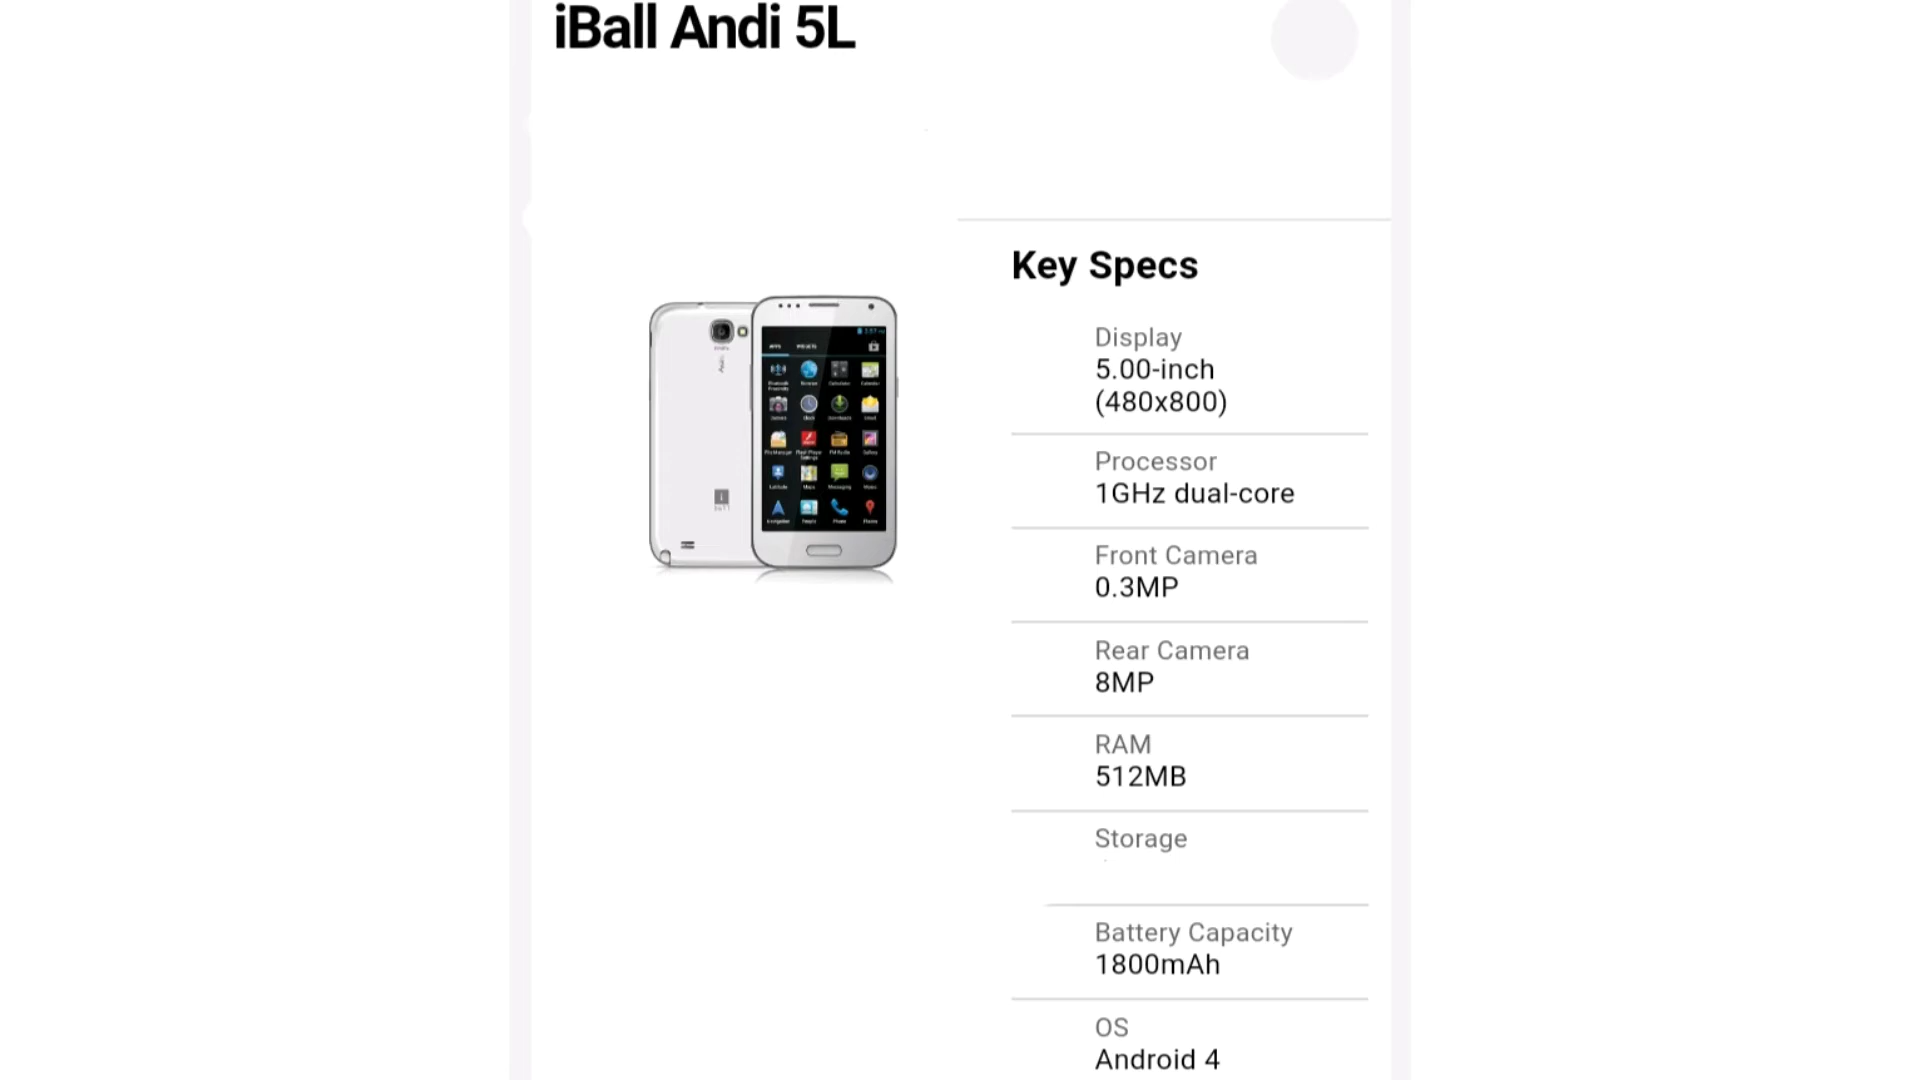 iBall Andi 5L
Key Specs
Display
5.00-inch
(480x800)
Processor
1GHz dual-core
Front Camera
0.3MP
Rear Camera
8MP
RAM
512MB
Storage
Battery Capacity
1800mAh
OS
Android 4